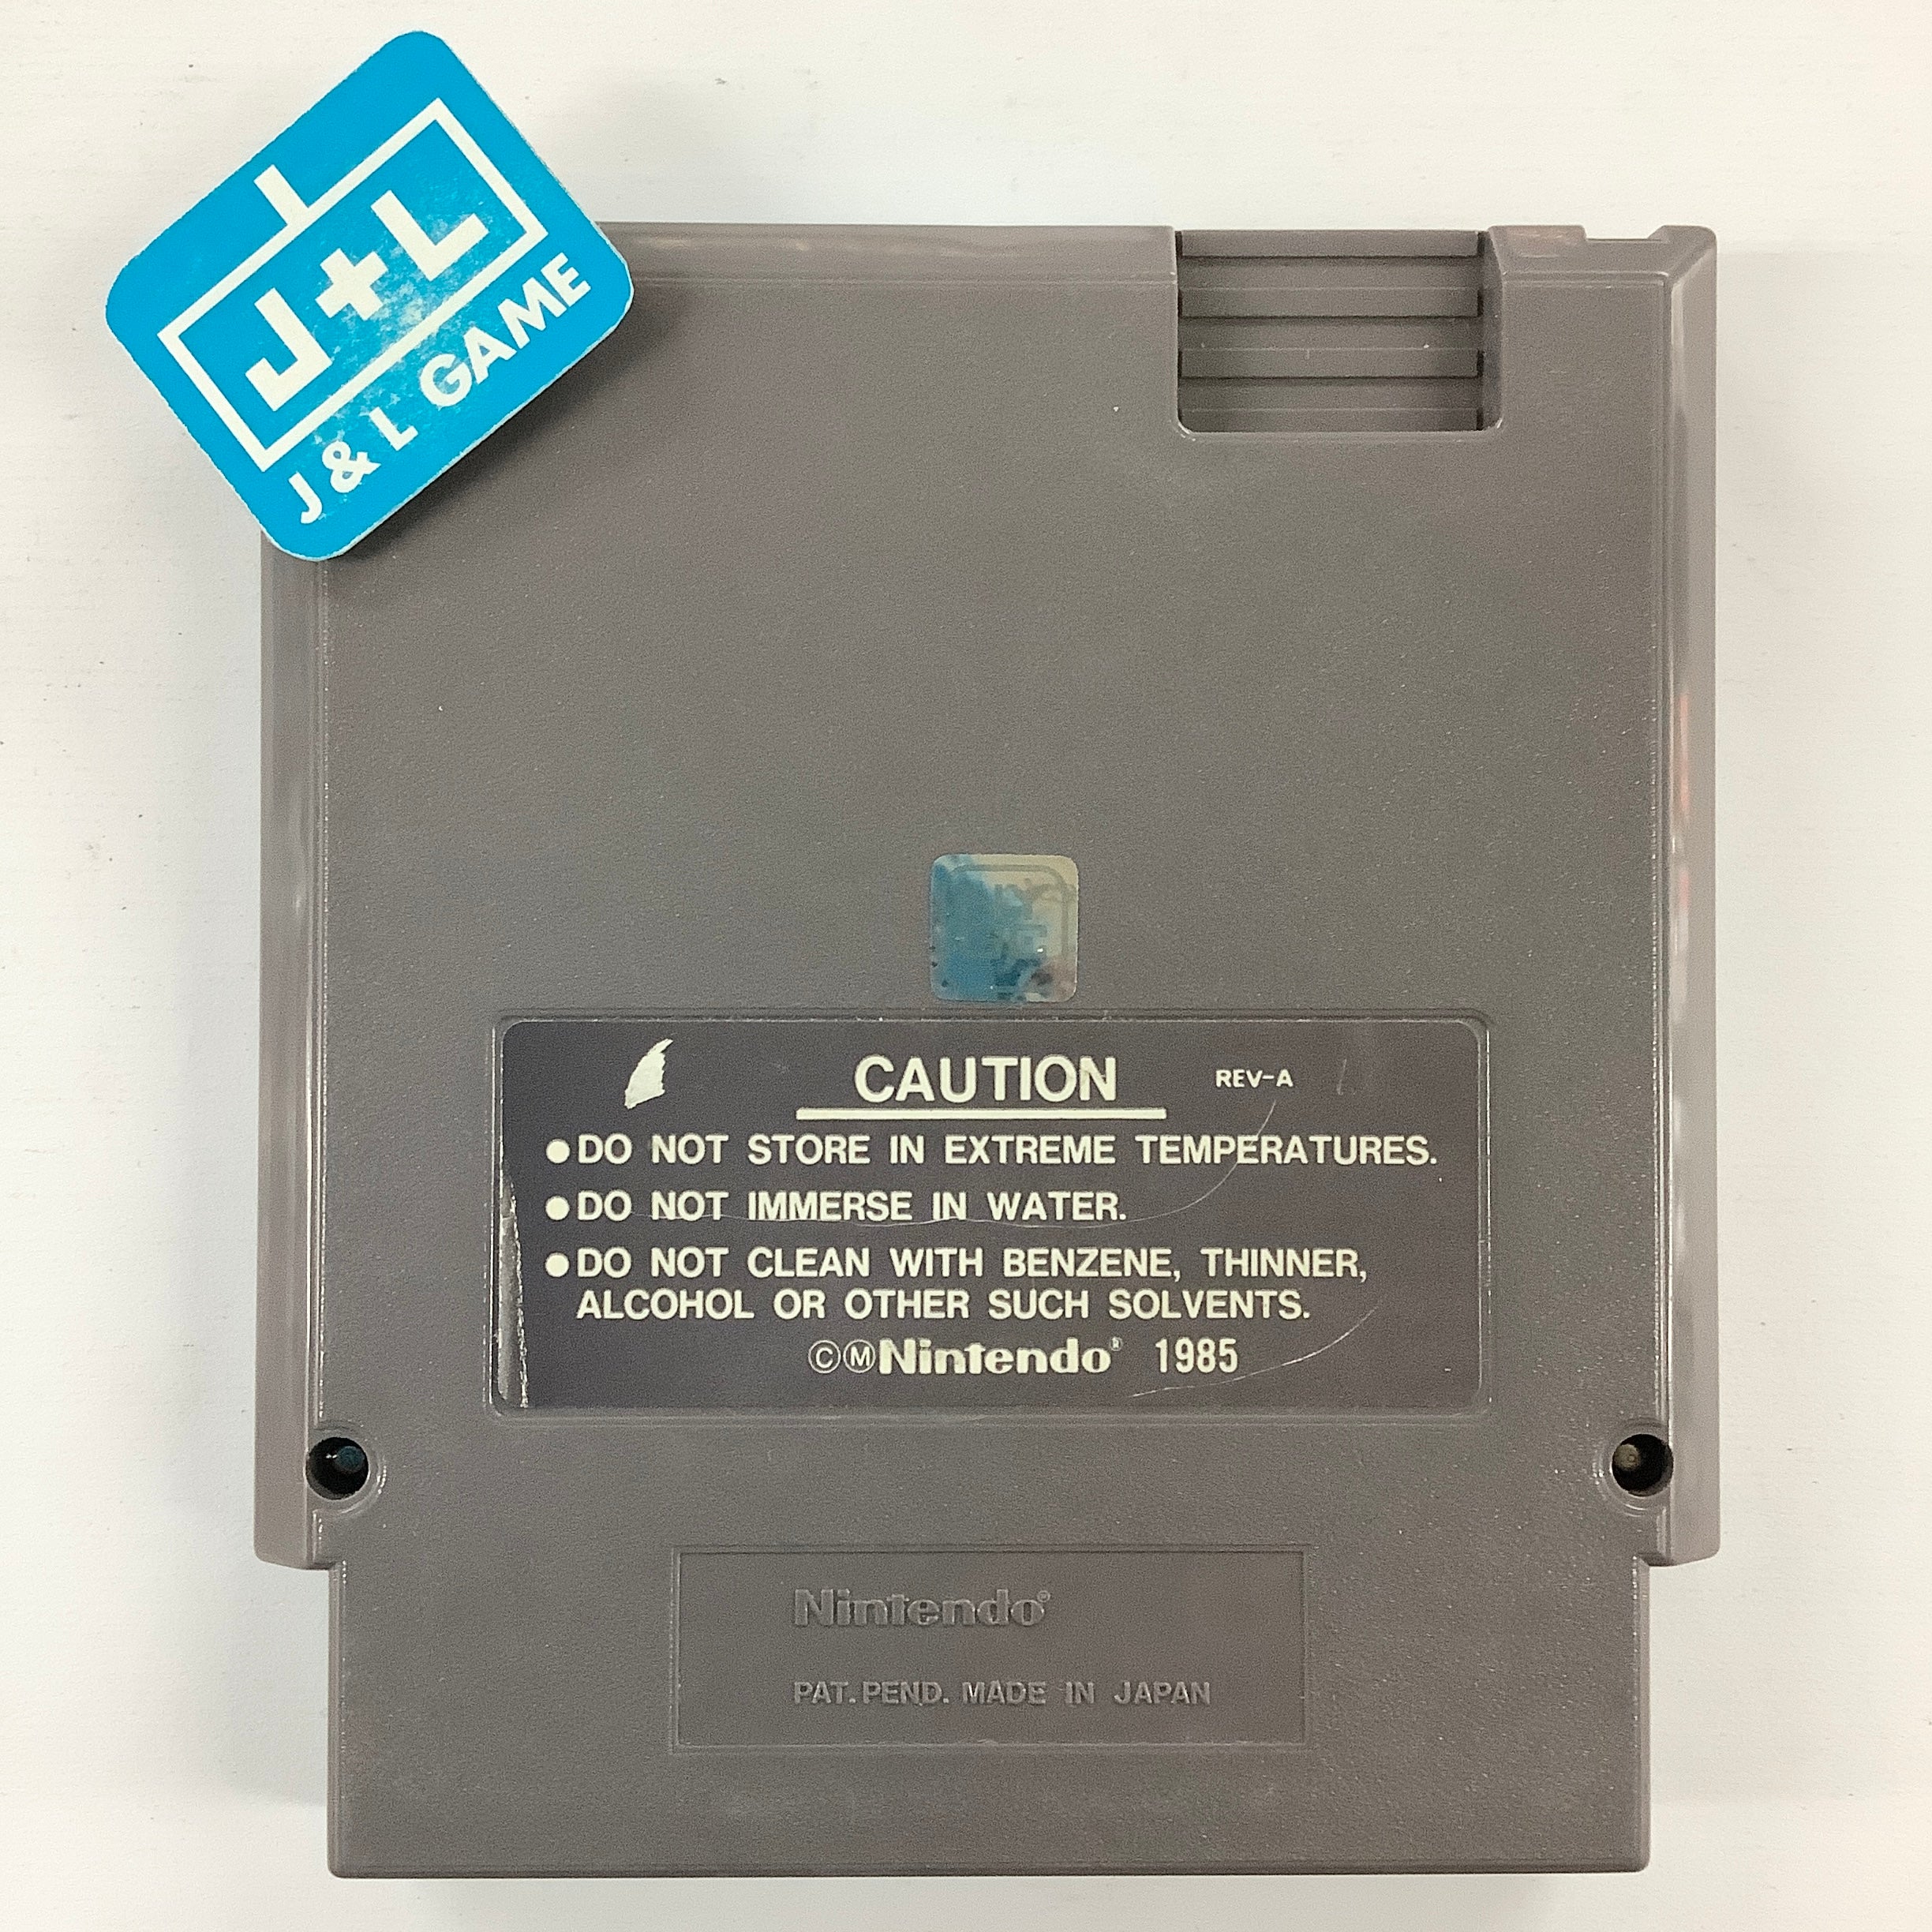 J+L
J & L GAME
CAUTION REV-A
●DO NOT STORE IN EXTREME TEMPERATURES.
●DO NOT IMMERSE IN WATER.
●DO NOT CLEAN WITH BENZENE, THINNER,
ALCOHOL OR OTHER SUCH SOLVENTS.
©ⓂNintendo® 1985
Nintendo®
PAT. PEND. MADE IN JAPAN